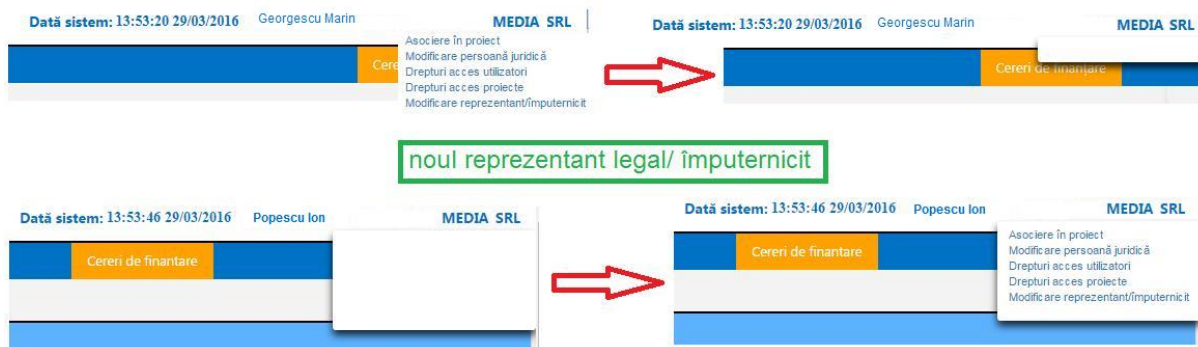 Dată sistem: 13:53:20 29/03/2016 Georgescu Marin MEDIA SRL
Asociere în proiect
Modificare persoană juridică
Drepturi acces utilizatori
Drepturi acces proiecte
Modificare reprezentant/împuternicit
Cere
Dată sistem: 13:53:20 29/03/2016 Georgescu Marin MEDIA SRL
Cereri de finanțare
noul reprezentant legal/ împuternicit
Dată sistem: 13:53:46 29/03/2016 Popescu Ion MEDIA SRL
Cereri de finantare
Dată sistem: 13:53:46 29/03/2016 Popescu Ion MEDIA SRL
Cereri de finantare
Asociere în proiect
Modificare persoană juridică
Drepturi acces utilizatori
Drepturi acces proiecte
Modificare reprezentant/împuternicit